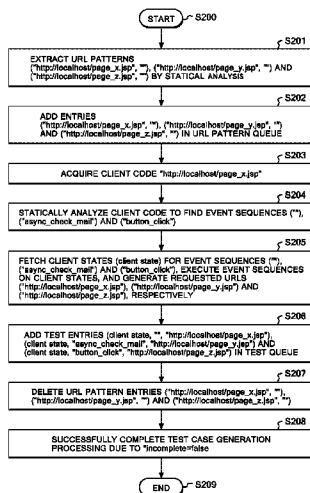 START
S200
S201
EXTRACT URL PATTERNS
("http://localhost/page_x.jsp", ""), ("http://localhost/page_y.jsp", "") AND
("http://localhost/page_z.jsp", "") BY STATICAL ANALYSIS
S202
ADD ENTRIES
("http://localhost/page_x.jsp", ""), ("http://localhost/page_y.jsp", "")
AND ("http://localhost/page_z.jsp", "") IN URL PATTERN QUEUE
S203
ACQUIRE CLIENT CODE "http://localhost/page_x.jsp"
S204
STATICALLY ANALYZE CLIENT CODE TO FIND EVENT SEQUENCES (""),
("async_check_mail") AND ("button_click")
S205
FETCH CLIENT STATES (client state) FOR EVENT SEQUENCES (""),
("async_check_mail") AND ("button_click"), EXECUTE EVENT SEQUENCES
ON CLIENT STATES, AND GENERATE REQUESTED URLS
("http://localhost/page_x.jsp"), ("http://localhost/page_y.jsp") AND
("http://localhost/page_z.jsp"), RESPECTIVELY
S206
ADD TEST ENTRIES (client state, "", "http://localhost/page_x.jsp"),
(client state, "async_check_mail", "http://localhost/page_y.jsp") AND
(client state, "button_click", "http://localhost/page_z.jsp") IN TEST QUEUE
S207
DELETE URL PATTERN ENTRIES ("http://localhost/page_x.jsp", ""),
("http://localhost/page_y.jsp", "") AND ("http://localhost/page_z.jsp", "")
S208
SUCCESSFULLY COMPLETE TEST CASE GENERATION
PROCESSING DUE TO "incomplete=false
END
S209